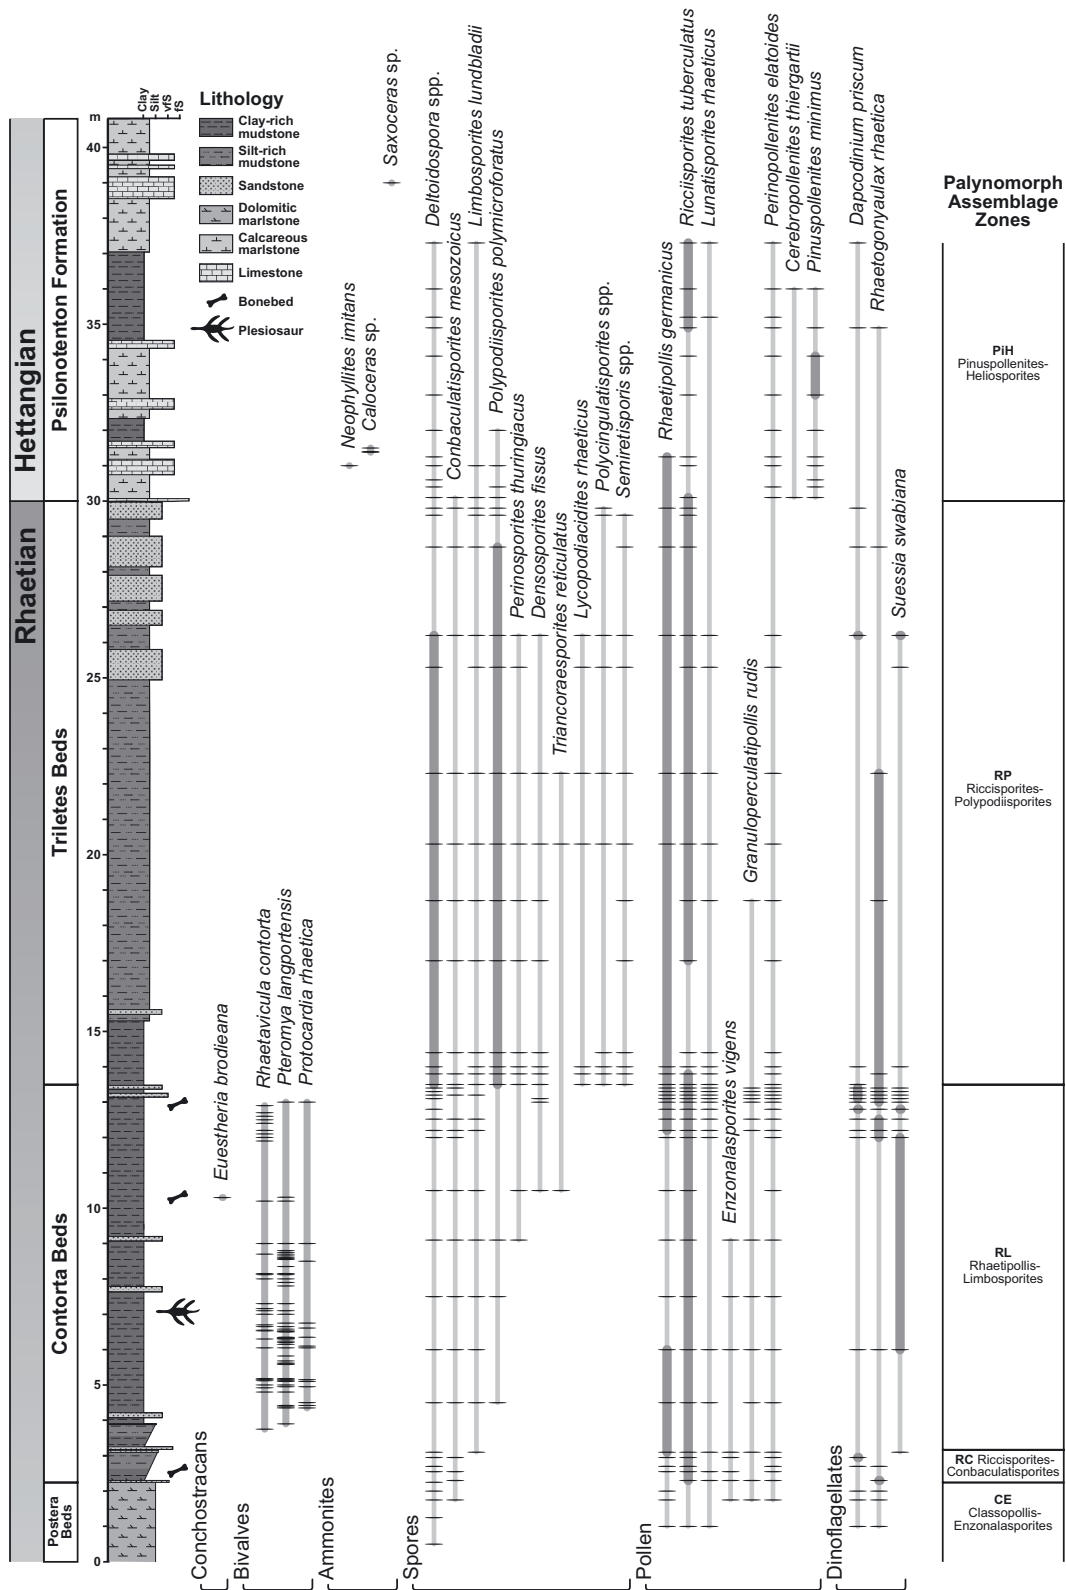 Hettangian
Rhaetian
Psilonotenton Formation
Triletes Beds
Contorta Beds
Postera
Beds
m
40
35
30
25
20
15
10
5
0
Clay
Silt
vfS
fS
Lithology
Clay-rich
mudstone
Silt-rich
mudstone
Sandstone
Dolomitic
marlstone
Calcareous
marlstone
Limestone
Bonebed
Plesiosaur
Conchostracans
Euestheria brodieana
Bivalves
Rhaetavicula contorta
Pteromya langportensis
Protocardia rhaetica
Ammonites
Neophyllites imitans
Caloceras sp.
Saxoceras sp.
Spores
Deltoidospora spp.
Conbaculatisporites mesozoicus
Limbosporites lundbladii
Polypodiisporites polymicroforatus
Perinosporites thuringiacus
Densosporites fissus
Triancoraesporites reticulatus
Lycopodiacidites rhaeticus
Polycingulatisporites spp.
Semiretisporis spp.
Pollen
Rhaetipollis germanicus
Ricciisporites tuberculatus
Lunatisporites rhaeticus
Enzonalasporites vigens
Granuloperculatipollis rudis
Perinopollenites elatoides
Cerebropollenites thiergartii
Pinuspollenites minimus
Dinoflagellates
Dapcodinium priscum
Rhaetogonyaulax rhaetica
Suessia swabiana
Palynomorph
Assemblage
Zones
PiH
Pinuspollenites-
Heliosporites
RP
Riccisporites-
Polypodiisporites
RL
Rhaetipollis-
Limbosporites
RC Riccisporites-
Conbaculatisporites
CE
Classopollis-
Enzonalasporites